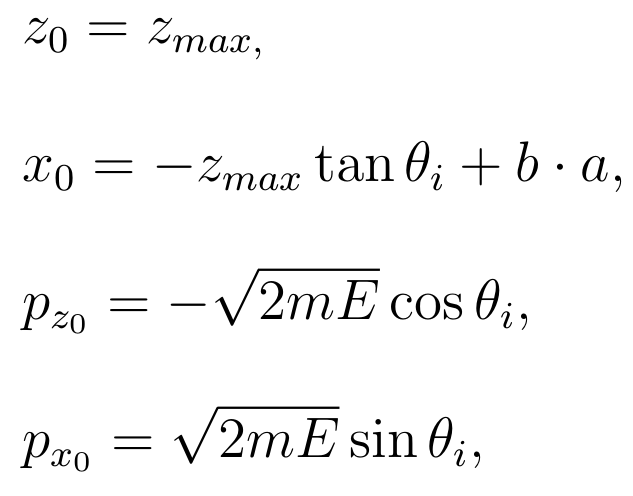 z_0 = z_{max,}
x_0 = -z_{max} \tan \theta_i + b \cdot a,
p_{z_0} = -\sqrt{2mE} \cos \theta_i,
p_{x_0} = \sqrt{2mE} \sin \theta_i,